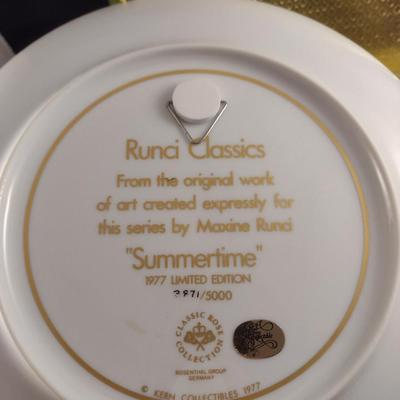 Runci Classics
From the original work
of art created expressly for
this series by Maxine Runci
"Summertime"
1977 LIMITED EDITION
3871/5000
CLASSIC ROSE
COLLECTION
ROSENTHAL GROUP
GERMANY
© KERN COLLECTIBLES 1977